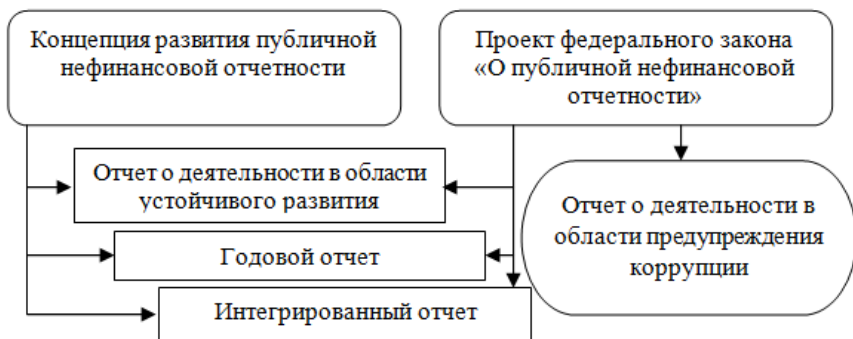 Концепция развития публичной
нефинансовой отчетности
Проект федерального закона
«О публичной нефинансовой
отчетности»
Отчет о деятельности в области
устойчивого развития
Годовой отчет
Интегрированный отчет
Отчет о деятельности в
области предупреждения
коррупции